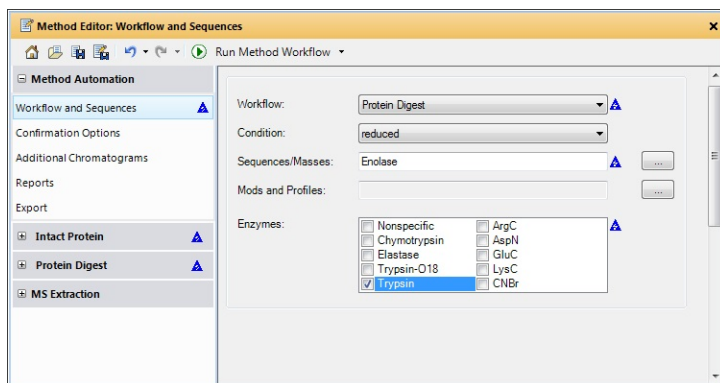 Method Editor: Workflow and Sequences
Run Method Workflow
Method Automation
Workflow and Sequences
Confirmation Options
Additional Chromatograms
Reports
Export
Intact Protein
Protein Digest
MS Extraction
Workflow: Protein Digest
Condition: reduced
Sequences/Masses: Enolase ...
Mods and Profiles: ...
Enzymes:
Nonspecific ArgC
Chymotrypsin AspN
Elastase GluC
Trypsin-O18 LysC
Trypsin CNBr